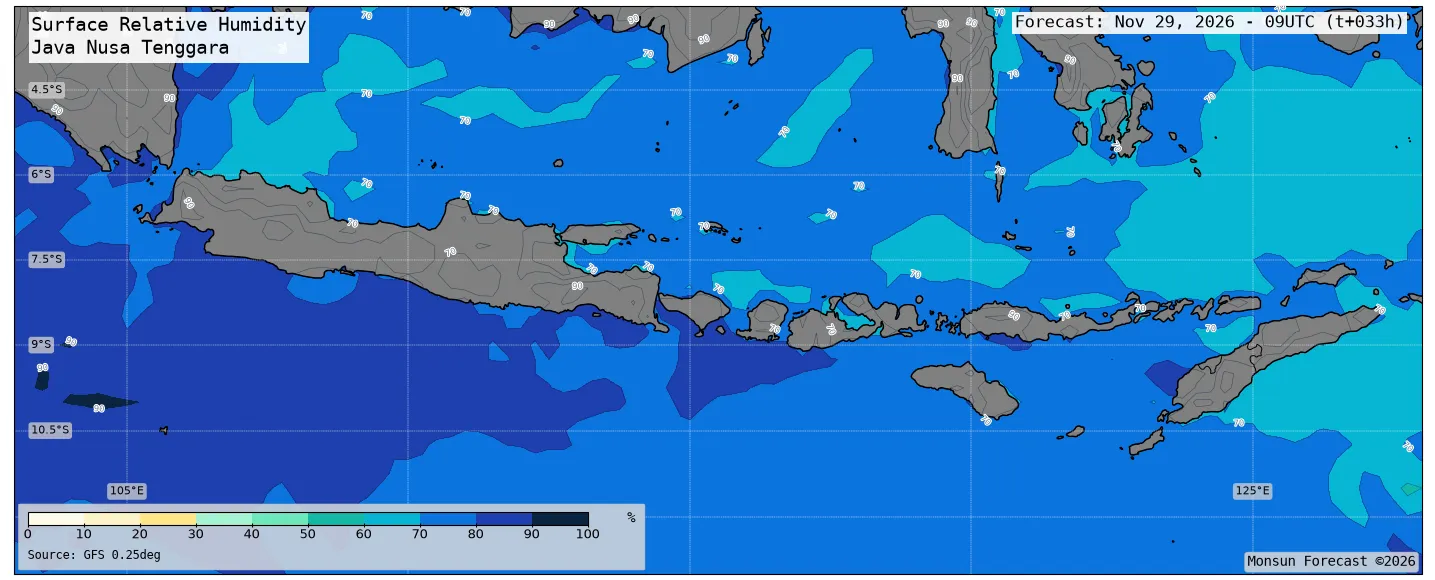 Surface Relative Humidity
Java Nusa Tenggara
Forecast: Nov 29, 2026 - 09UTC (t+033h)
4.5°S
6°S
7.5°S
9°S
10.5°S
105°E
125°E
0 10 20 30 40 50 60 70 80 90 100
%
Source: GFS 0.25deg
Monsun Forecast ©2026